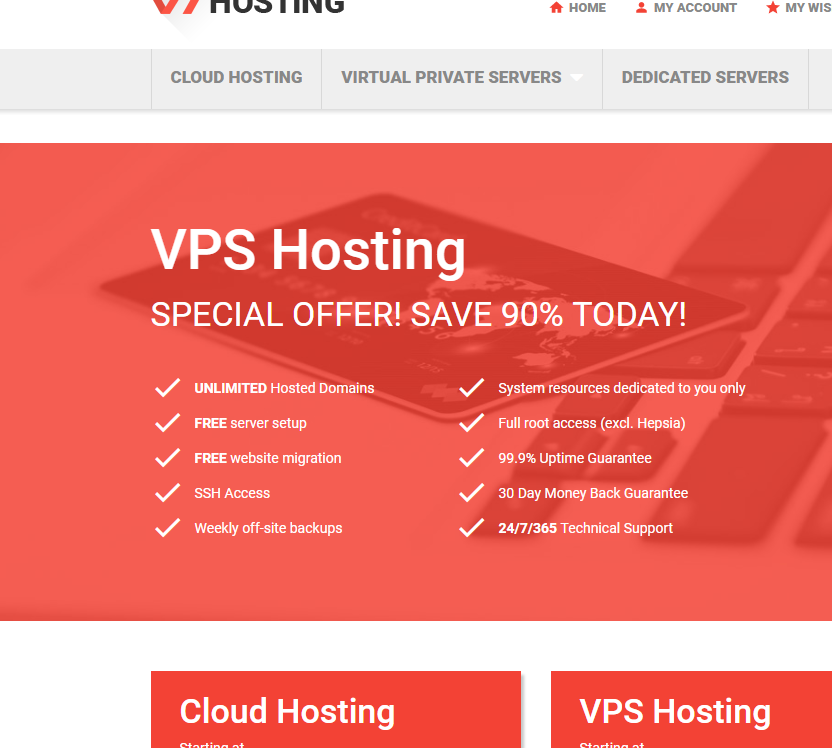 HOSTING
HOME
MY ACCOUNT
CLOUD HOSTING
VIRTUAL PRIVATE SERVERS
DEDICATED SERVERS
VPS Hosting
SPECIAL OFFER! SAVE 90% TODAY!
UNLIMITED Hosted Domains
FREE server setup
FREE website migration
SSH Access
Weekly off-site backups
System resources dedicated to you only
Full root access (excl. Hepsia)
99.9% Uptime Guarantee
30 Day Money Back Guarantee
24/7/365 Technical Support
Cloud Hosting
Starting at
VPS Hosting
Starting at